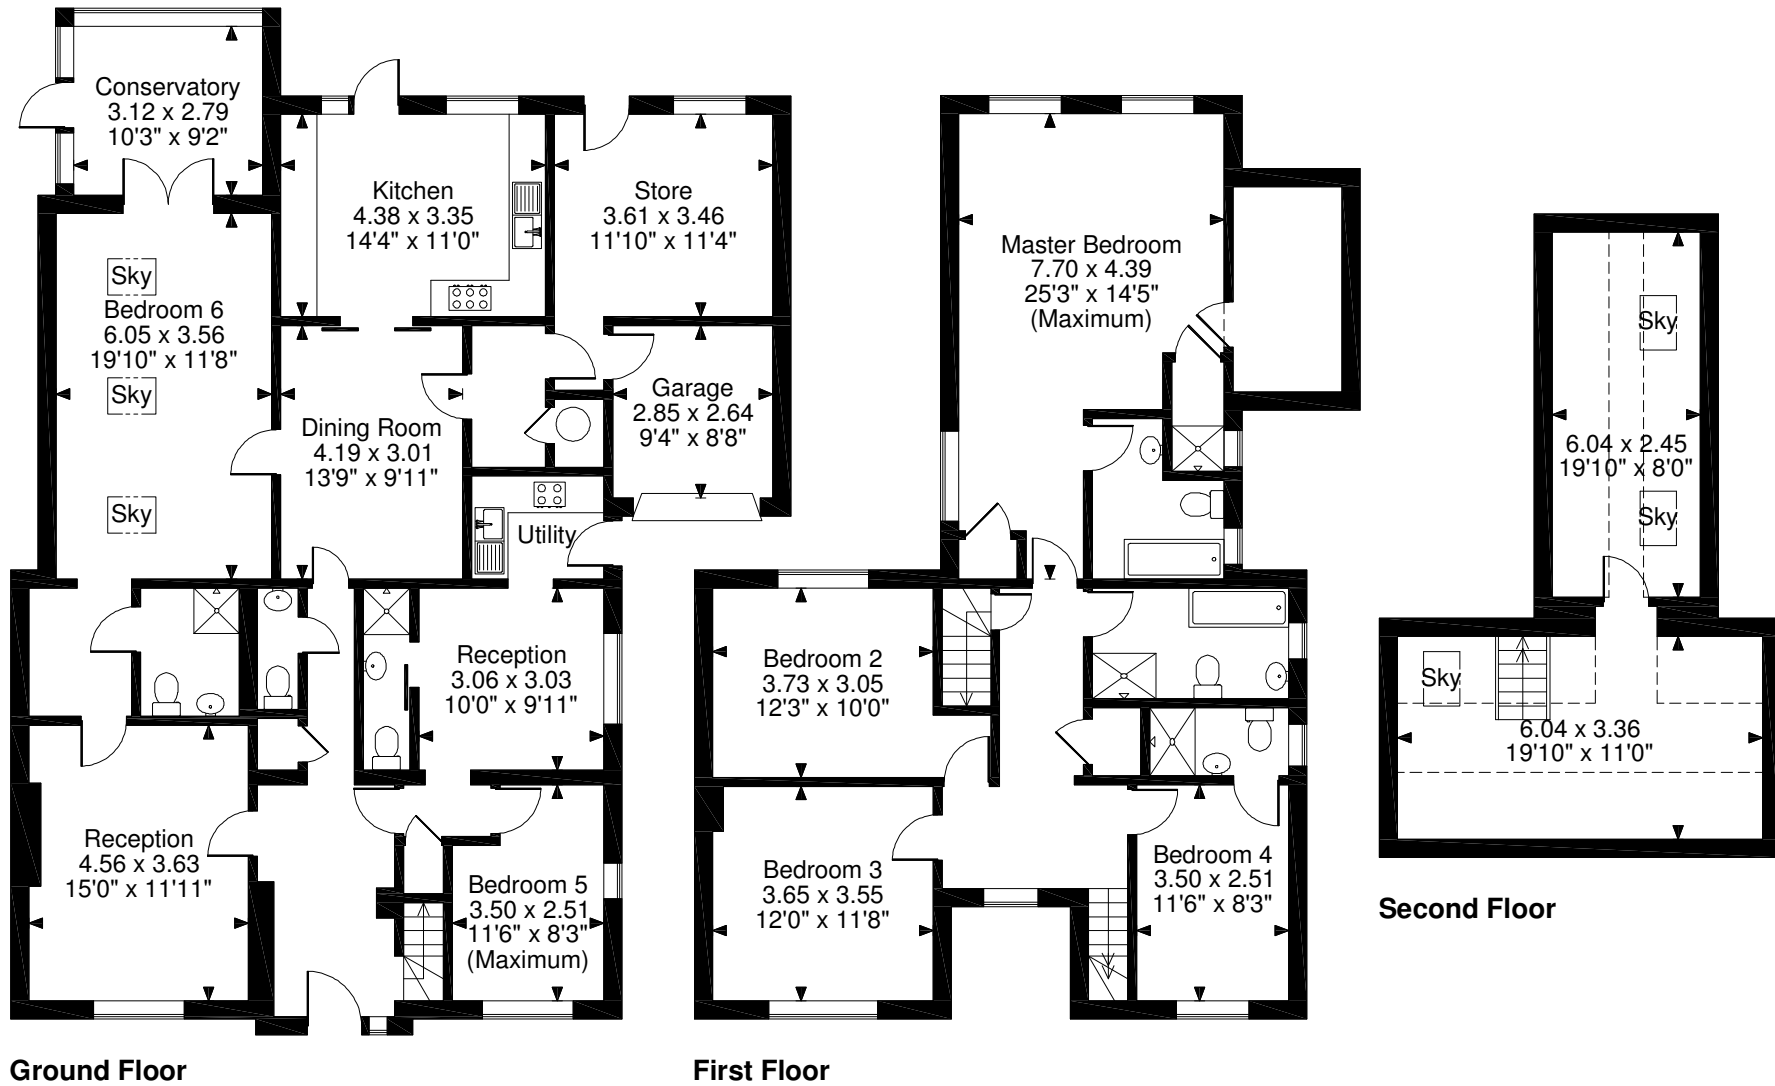 Conservatory
3.12 x 2.79
10'3" x 9'2"
Kitchen
4.38 x 3.35
14'4" x 11'0"
Store
3.61 x 3.46
11'10" x 11'4"
Sky
Bedroom 6
6.05 x 3.56
19'10" x 11'8"
Sky
Sky
Dining Room
4.19 x 3.01
13'9" x 9'11"
Garage
2.85 x 2.64
9'4" x 8'8"
Utility
Reception
3.06 x 3.03
10'0" x 9'11"
Reception
4.56 x 3.63
15'0" x 11'11"
Bedroom 5
3.50 x 2.51
11'6" x 8'3"
(Maximum)
Ground Floor
Master Bedroom
7.70 x 4.39
25'3" x 14'5"
(Maximum)
Bedroom 2
3.73 x 3.05
12'3" x 10'0"
Bedroom 3
3.65 x 3.55
12'0" x 11'8"
Bedroom 4
3.50 x 2.51
11'6" x 8'3"
First Floor
Sky
6.04 x 2.45
19'10" x 8'0"
Sky
Sky
6.04 x 3.36
19'10" x 11'0"
Second Floor